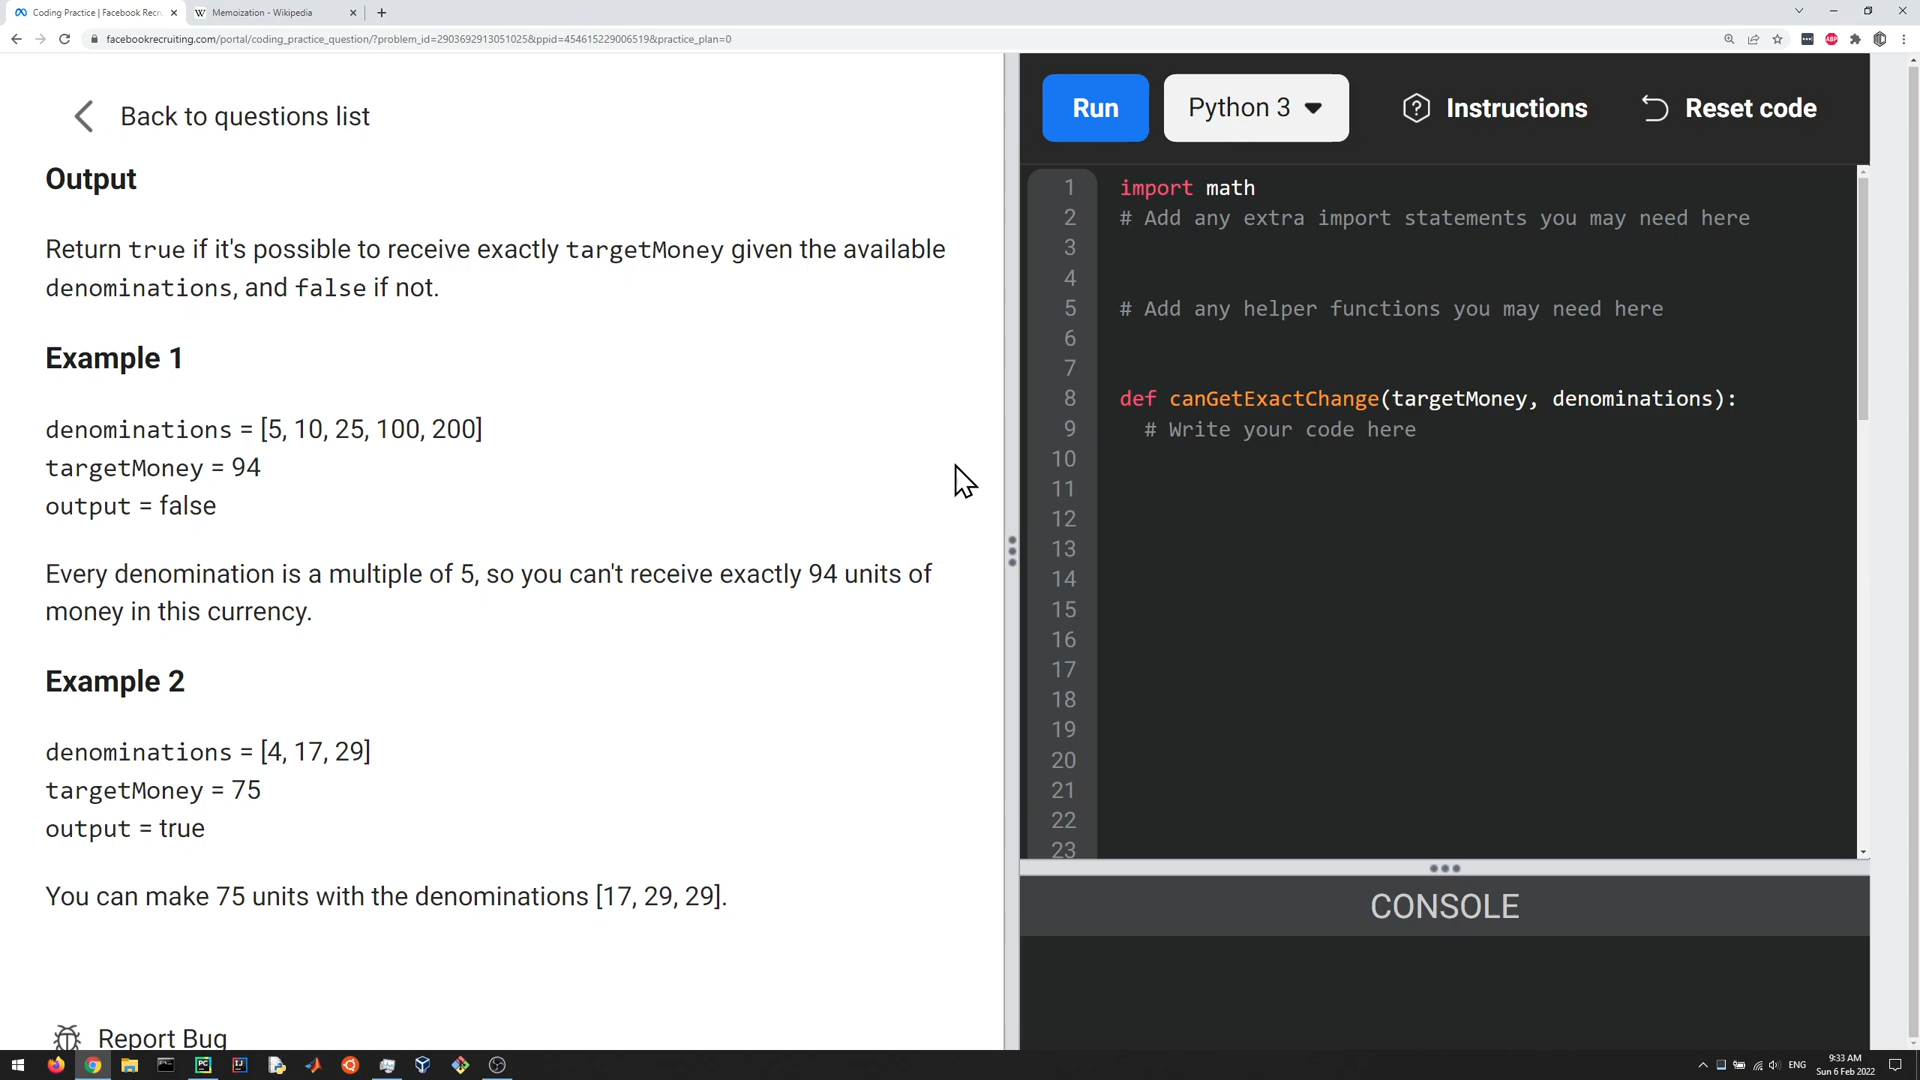 Coding Practice | Facebook Recru
Memoization - Wikipedia
facebookrecruiting.com/portal/coding_practice_question/?problem_id=2903692913051025&ppid=454615229006519&practice_plan=0
ABP
Back to questions list
Output
Return true if it's possible to receive exactly targetMoney given the available
denominations, and false if not.
Example 1
denominations = [5, 10, 25, 100, 200]
targetMoney = 94
output = false
Every denomination is a multiple of 5, so you can't receive exactly 94 units of
money in this currency.
Example 2
denominations = [4, 17, 29]
targetMoney = 75
output = true
You can make 75 units with the denominations [17, 29, 29].
Report Bug
Run
Python 3
Instructions
Reset code
1 import math
2 # Add any extra import statements you may need here
3
4
5 # Add any helper functions you may need here
6
7
8 def canGetExactChange(targetMoney, denominations):
9 # Write your code here
10
11
12
13
14
15
16
17
18
19
20
21
22
23
CONSOLE
ENG
9:33 AM
Sun 6 Feb 2022